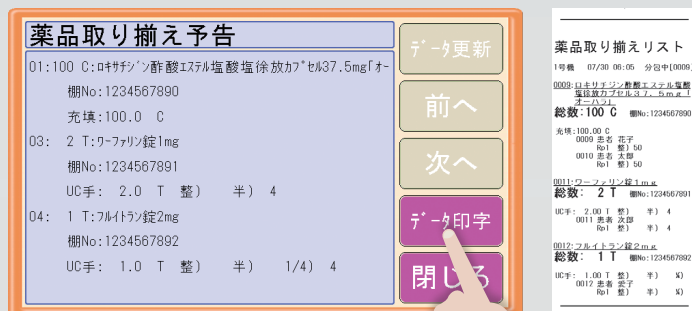 薬品取り揃え予告
01:100 C:ロキサチジン酢酸エステル塩酸塩徐放カプセル37.5mg「オー
棚No:1234567890
充填:100.0 C
03: 2 T:ワーファリン錠1mg
棚No:1234567891
UC手: 2.0 T 整) 半) 4
04: 1 T:フルイトラン錠2mg
棚No:1234567892
UC手: 1.0 T 整) 半) 1/4) 4
データ更新
前へ
次へ
データ印字
閉じる
薬品取り揃えリスト
1号機 07/30 06:05 分包中[0009]
0009:ロキサチジン酢酸エステル塩酸
塩徐放カプセル37.5mg「
オーハラ」
総数:100 C 棚No:1234567890
充填:100.00 C
0009 患者 花子
Rp1 整) 50
0010 患者 太郎
Rp1 整) 50
0011:ワーファリン錠1mg
総数: 2 T 棚No:1234567891
UC手: 2.00 T 整) 半) 4
0011 患者 次郎
Rp1 整) 半) 4
0012:フルイトラン錠2mg
総数: 1 T 棚No:1234567892
UC手: 1.00 T 整) 半) ¼)
0012 患者 愛子
Rp1 整) 半) ¼)